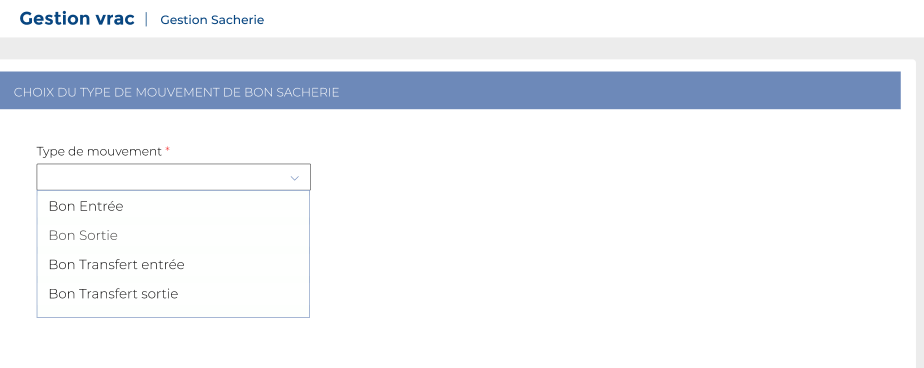 Gestion vrac | Gestion Sacherie
CHOIX DU TYPE DE MOUVEMENT DE BON SACHERIE
Type de mouvement *
Bon Entrée
Bon Sortie
Bon Transfert entrée
Bon Transfert sortie